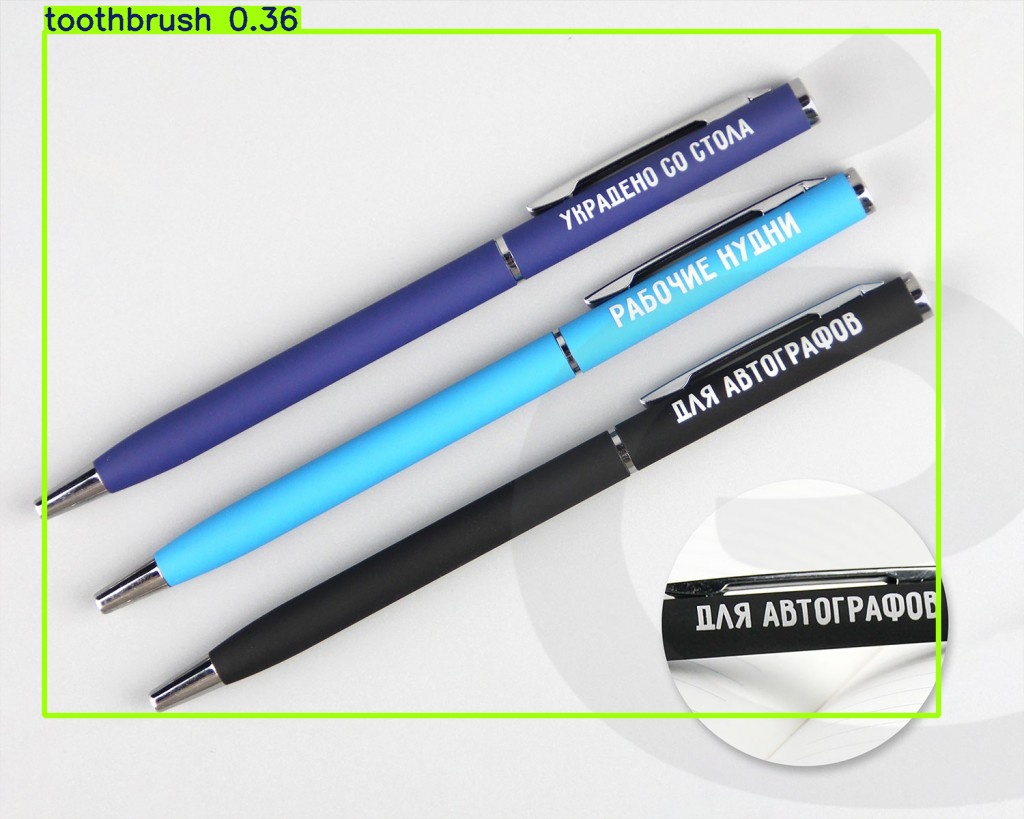 toothbrush 0.36
УКРАДЕНО СО СТОЛА
РАБОЧИЕ НУДНИ
ДЛЯ АВТОГРАФОВ
ДЛЯ АВТОГРАФОВ